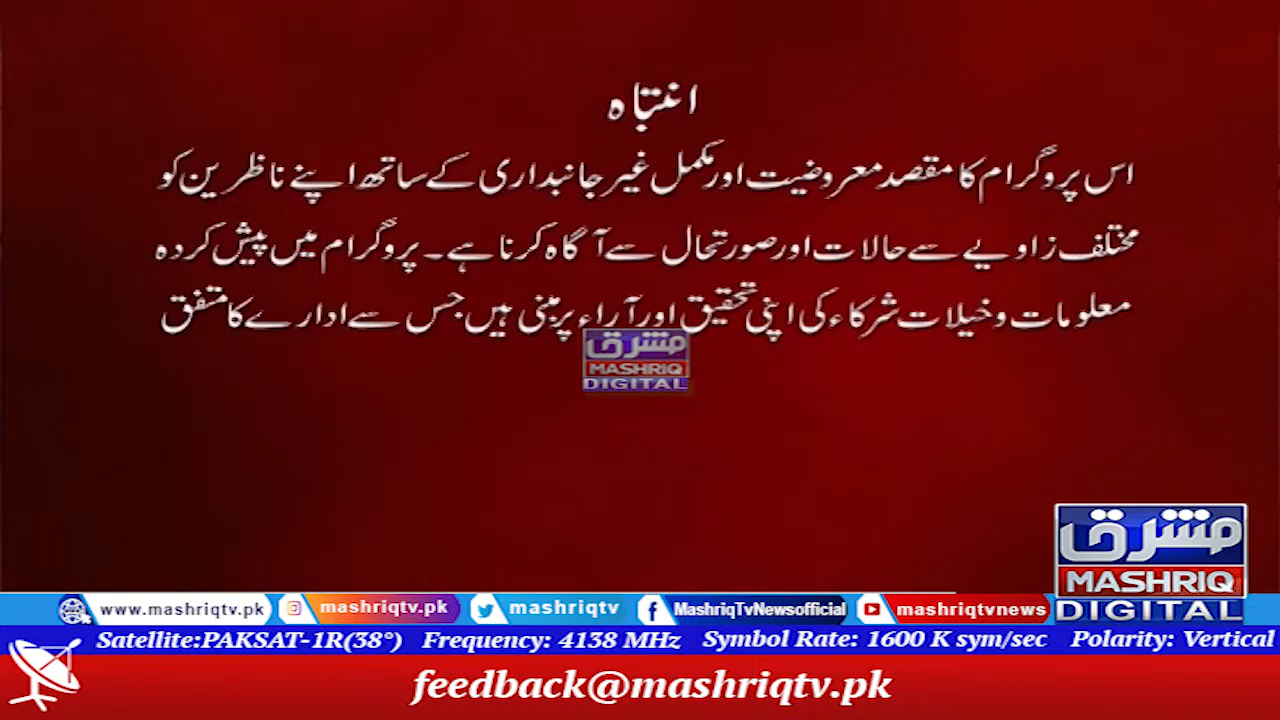 انتباہ
اس پروگرام کا مقصد معروضیت اور مکمل غیر جانبداری کے ساتھ اپنے ناظرین کو
مختلف زاویے سے حالات اور صورتحال سے آگاہ کرنا ہے۔ پروگرام میں پیش کردہ
معلومات و خیلات شرکاء کی اپنی تحقیق اور آراء پر مبنی ہیں جس سے ادارے کا متفق
مشرق
MASHRIQ
DIGITAL
مشرق
MASHRIQ
DIGITAL
www.mashriqtv.pk mashriqtv.pk mashriqtv MashriqTvNewsofficial mashriqtvnews
Satellite:PAKSAT-1R(38°) Frequency: 4138 MHz Symbol Rate: 1600 K sym/sec Polarity: Vertical
feedback@mashriqtv.pk